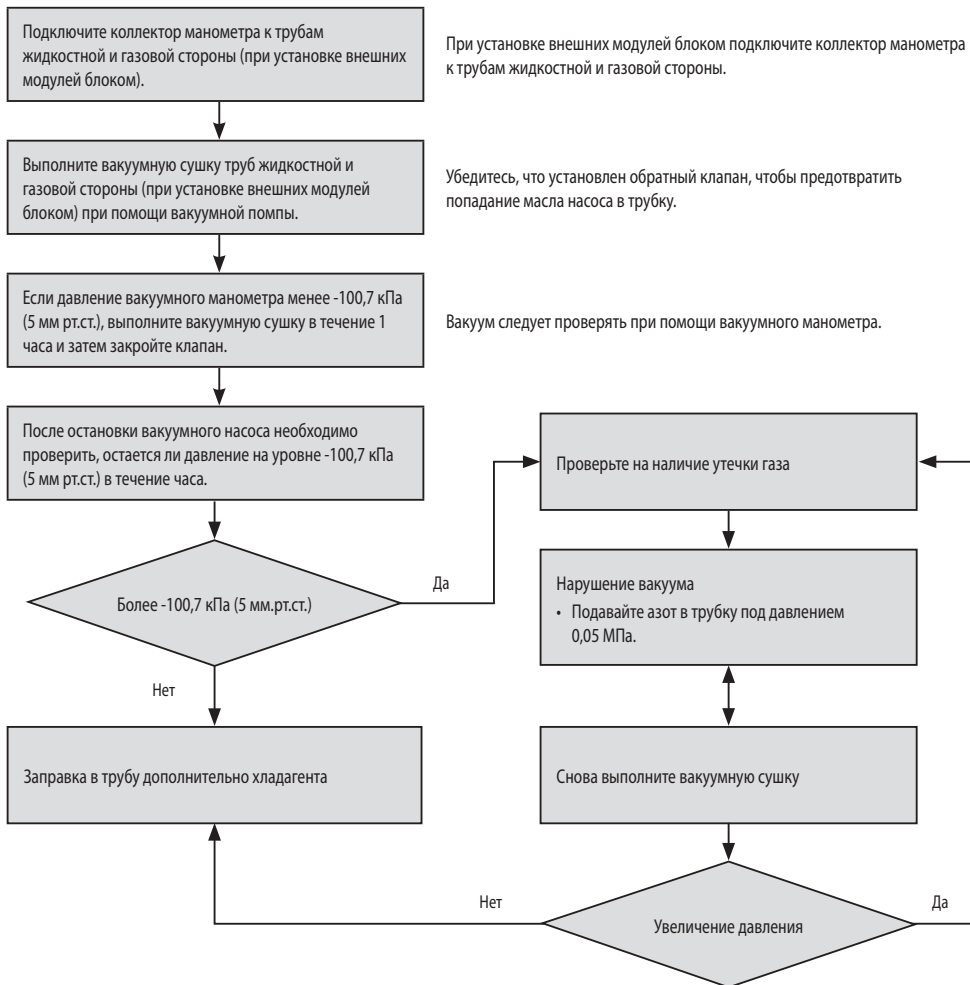 Подключите коллектор манометра к трубам
жидкостной и газовой стороны (при установке внешних
модулей блоком).
При установке внешних модулей блоком подключите коллектор манометра
к трубам жидкостной и газовой стороны.
Выполните вакуумную сушку труб жидкостной и
газовой стороны (при установке внешних модулей
блоком) при помощи вакуумной помпы.
Убедитесь, что установлен обратный клапан, чтобы предотвратить
попадание масла насоса в трубку.
Если давление вакуумного манометра менее -100,7 кПа
(5 мм рт.ст.), выполните вакуумную сушку в течение 1
часа и затем закройте клапан.
Вакуум следует проверять при помощи вакуумного манометра.
После остановки вакуумного насоса необходимо
проверить, остается ли давление на уровне -100,7 кПа
(5 мм рт.ст.) в течение часа.
Проверьте на наличие утечки газа
Более -100,7 кПа (5 мм.рт.ст.)
Да
Нарушение вакуума
• Подавайте азот в трубку под давлением
0,05 МПа.
Нет
Заправка в трубу дополнительно хладагента
Снова выполните вакуумную сушку
Нет
Увеличение давления
Да